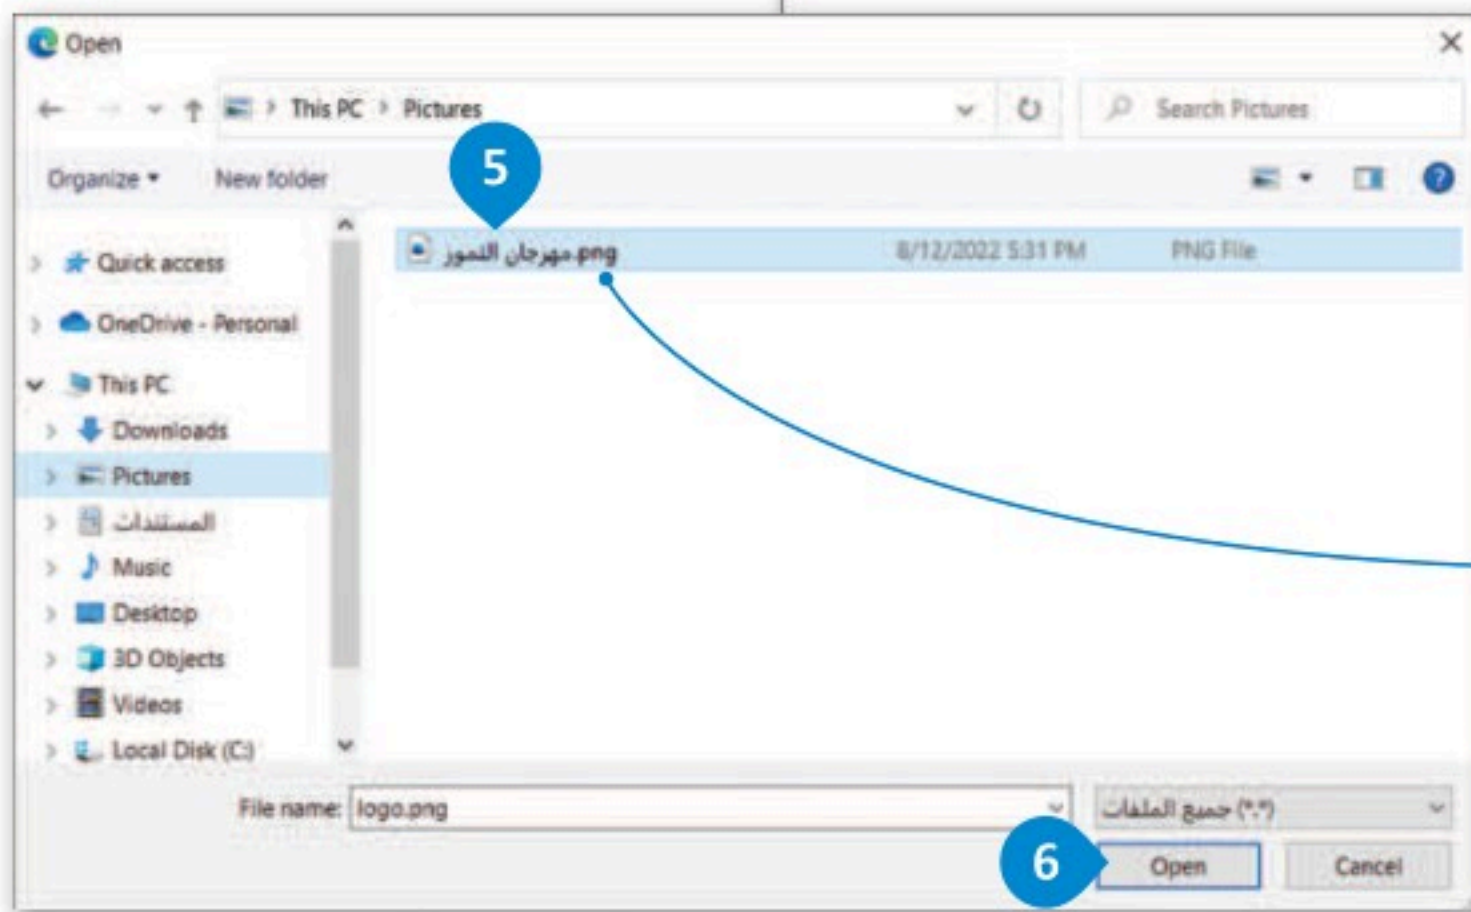 Open
This PC > Pictures
Search Pictures
Organize
New folder
5
مهرجان التمور.png 8/12/2022 5:31 PM PNG File
Quick access
OneDrive - Personal
This PC
Downloads
Pictures
المستندات
Music
Desktop
3D Objects
Videos
Local Disk (C:)
File name: logo.png
جميع الملفات (*.*)
6
Open
Cancel